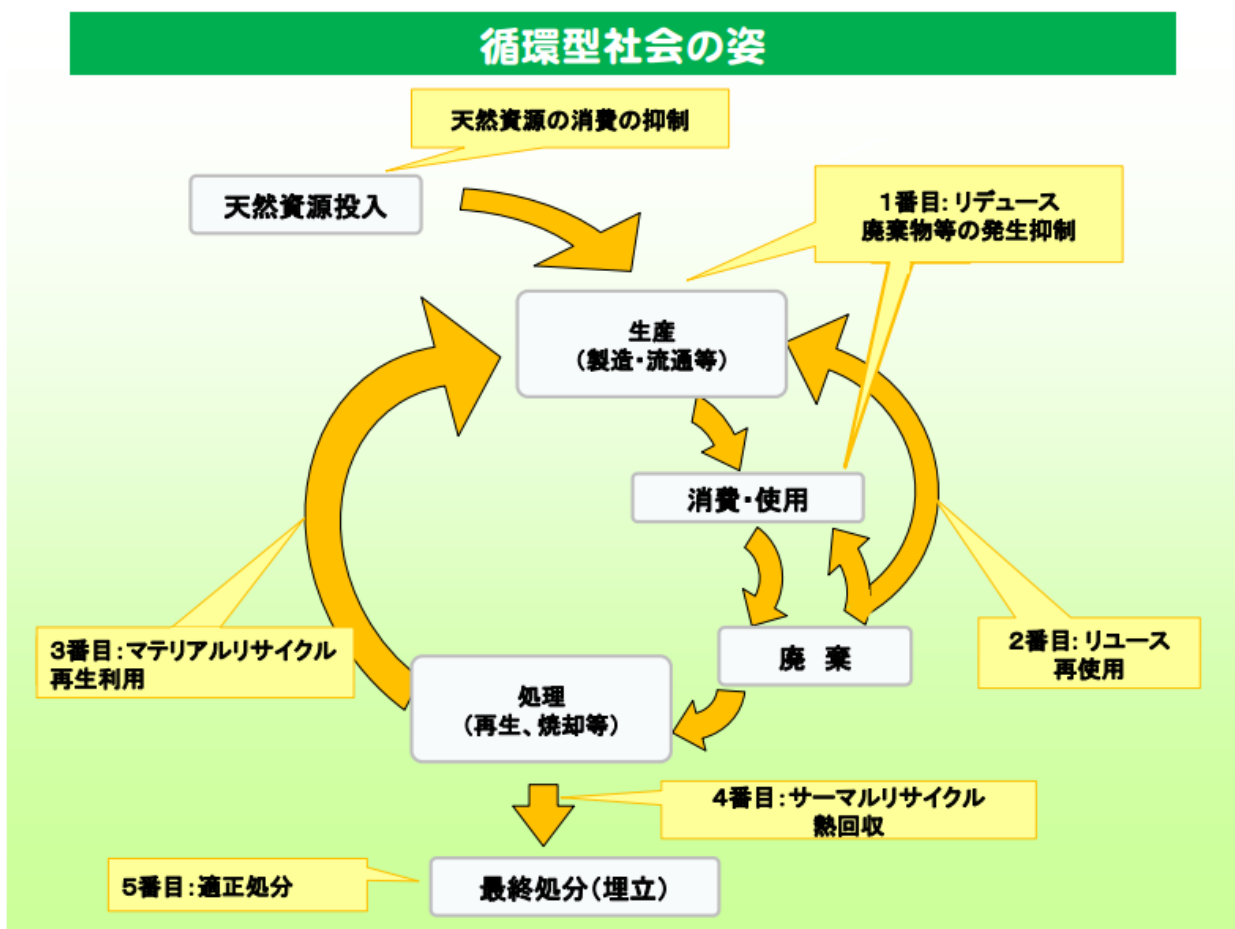 循環型社会の姿
天然資源の消費の抑制
天然資源投入
1番目:リデュース
廃棄物等の発生抑制
生産
（製造・流通等）
消費・使用
3番目:マテリアルリサイクル
再生利用
2番目:リユース
再使用
廃 棄
処理
（再生、焼却等）
4番目:サーマルリサイクル
熱回収
5番目:適正処分
最終処分（埋立）